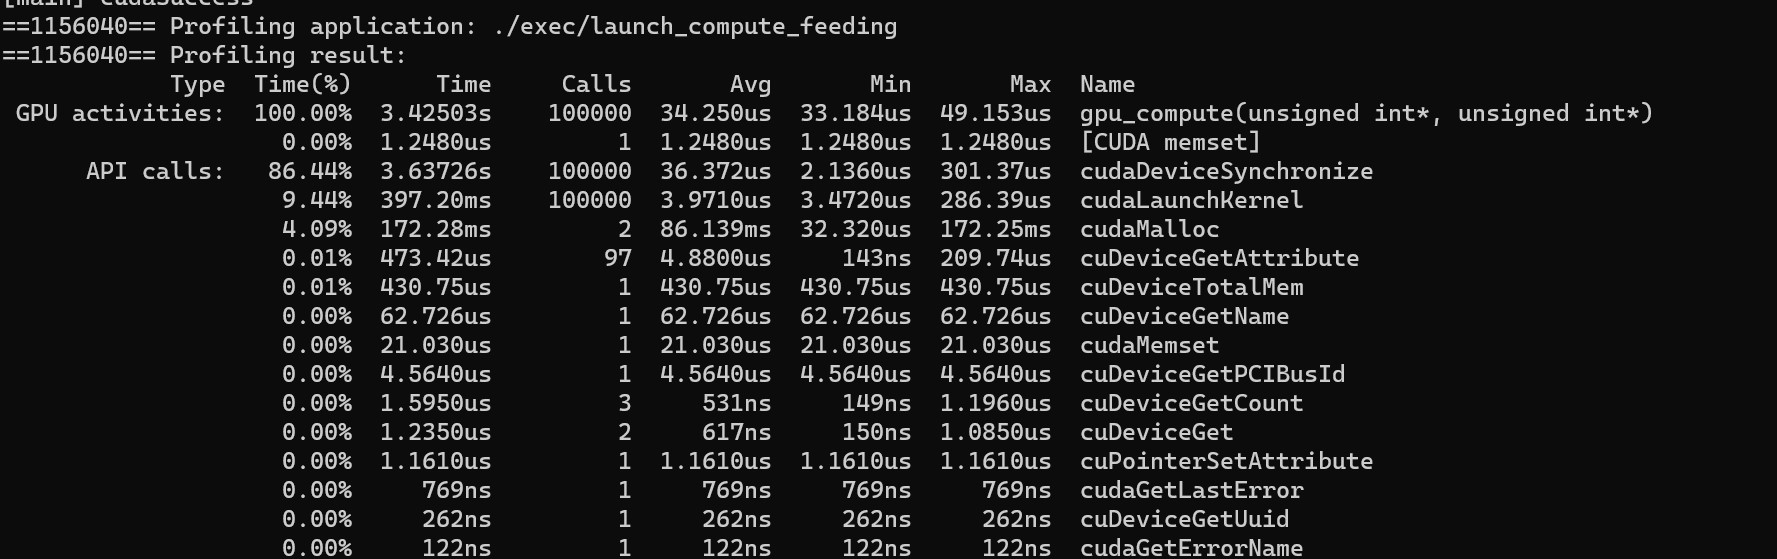 [main] cudaSuccess
==1156040== Profiling application: ./exec/launch_compute_feeding
==1156040== Profiling result:
            Type  Time(%)      Time     Calls       Avg       Min       Max  Name
 GPU activities:  100.00%  3.42503s    100000  34.250us  33.184us  49.153us  gpu_compute(unsigned int*, unsigned int*)
                    0.00%  1.2480us         1  1.2480us  1.2480us  1.2480us  [CUDA memset]
      API calls:   86.44%  3.63726s    100000  36.372us  2.1360us  301.37us  cudaDeviceSynchronize
                    9.44%  397.20ms    100000  3.9710us  3.4720us  286.39us  cudaLaunchKernel
                    4.09%  172.28ms         2  86.139ms  32.320us  172.25ms  cudaMalloc
                    0.01%  473.42us        97  4.8800us     143ns  209.74us  cuDeviceGetAttribute
                    0.01%  430.75us         1  430.75us  430.75us  430.75us  cuDeviceTotalMem
                    0.00%  62.726us         1  62.726us  62.726us  62.726us  cuDeviceGetName
                    0.00%  21.030us         1  21.030us  21.030us  21.030us  cudaMemset
                    0.00%  4.5640us         1  4.5640us  4.5640us  4.5640us  cuDeviceGetPCIBusId
                    0.00%  1.5950us         3     531ns     149ns  1.1960us  cuDeviceGetCount
                    0.00%  1.2350us         2     617ns     150ns  1.0850us  cuDeviceGet
                    0.00%  1.1610us         1  1.1610us  1.1610us  1.1610us  cuPointerSetAttribute
                    0.00%     769ns         1     769ns     769ns     769ns  cudaGetLastError
                    0.00%     262ns         1     262ns     262ns     262ns  cuDeviceGetUuid
                    0.00%     122ns         1     122ns     122ns     122ns  cudaGetErrorName